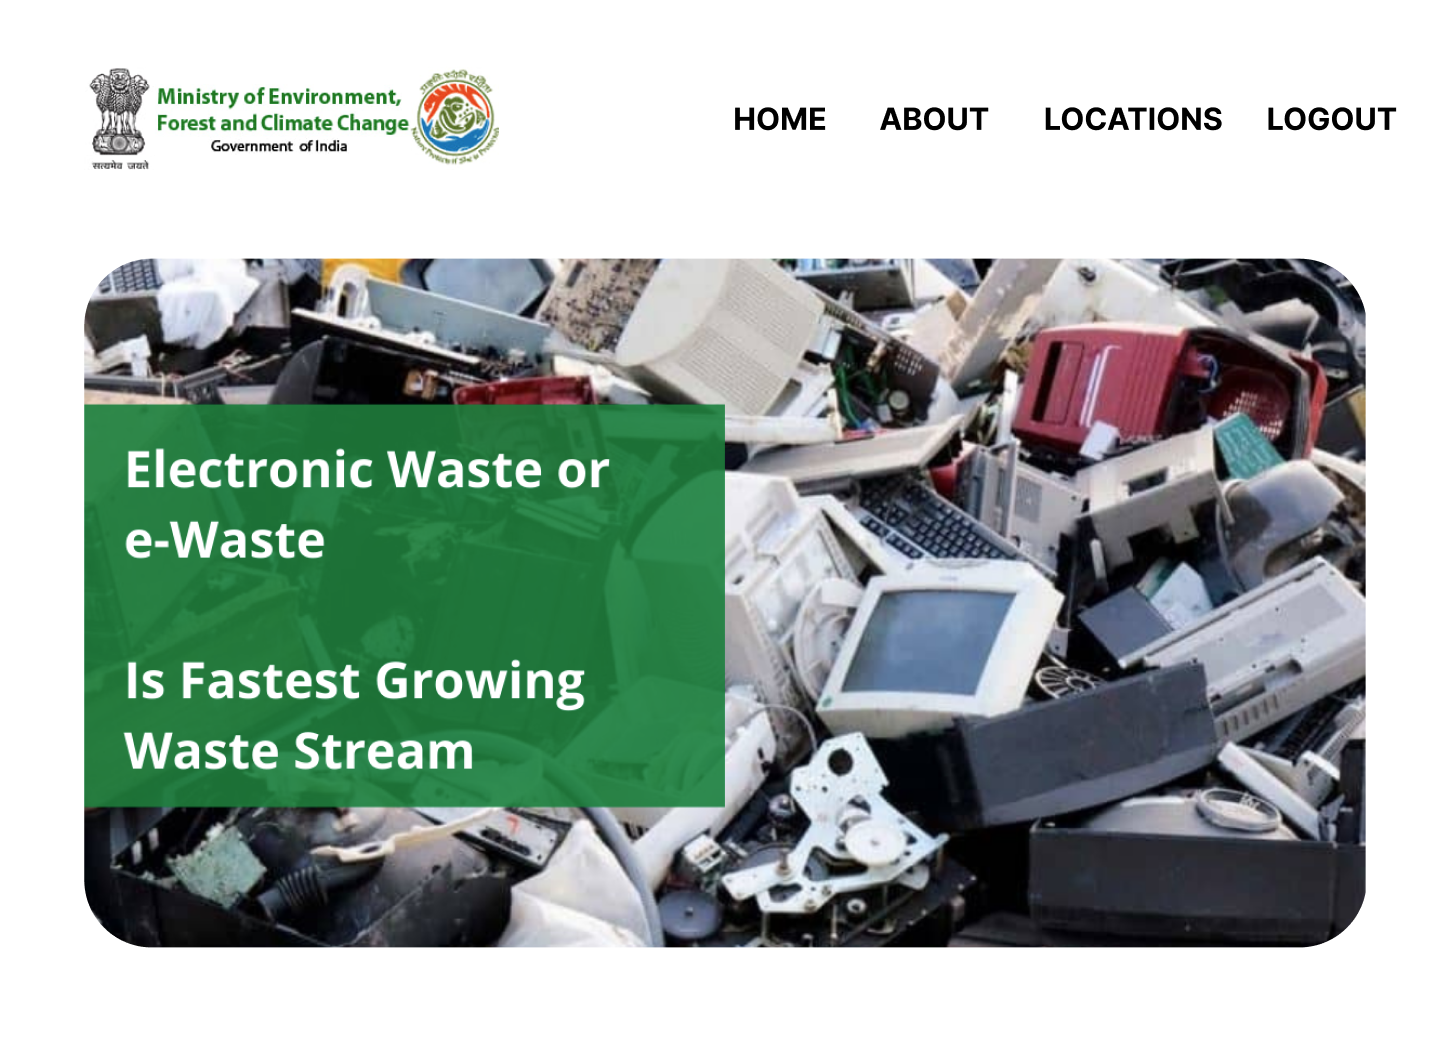 Ministry of Environment,
Forest and Climate Change
Government of India
सत्यमेव जयते
HOME ABOUT LOCATIONS LOGOUT
Electronic Waste or
e-Waste
Is Fastest Growing
Waste Stream